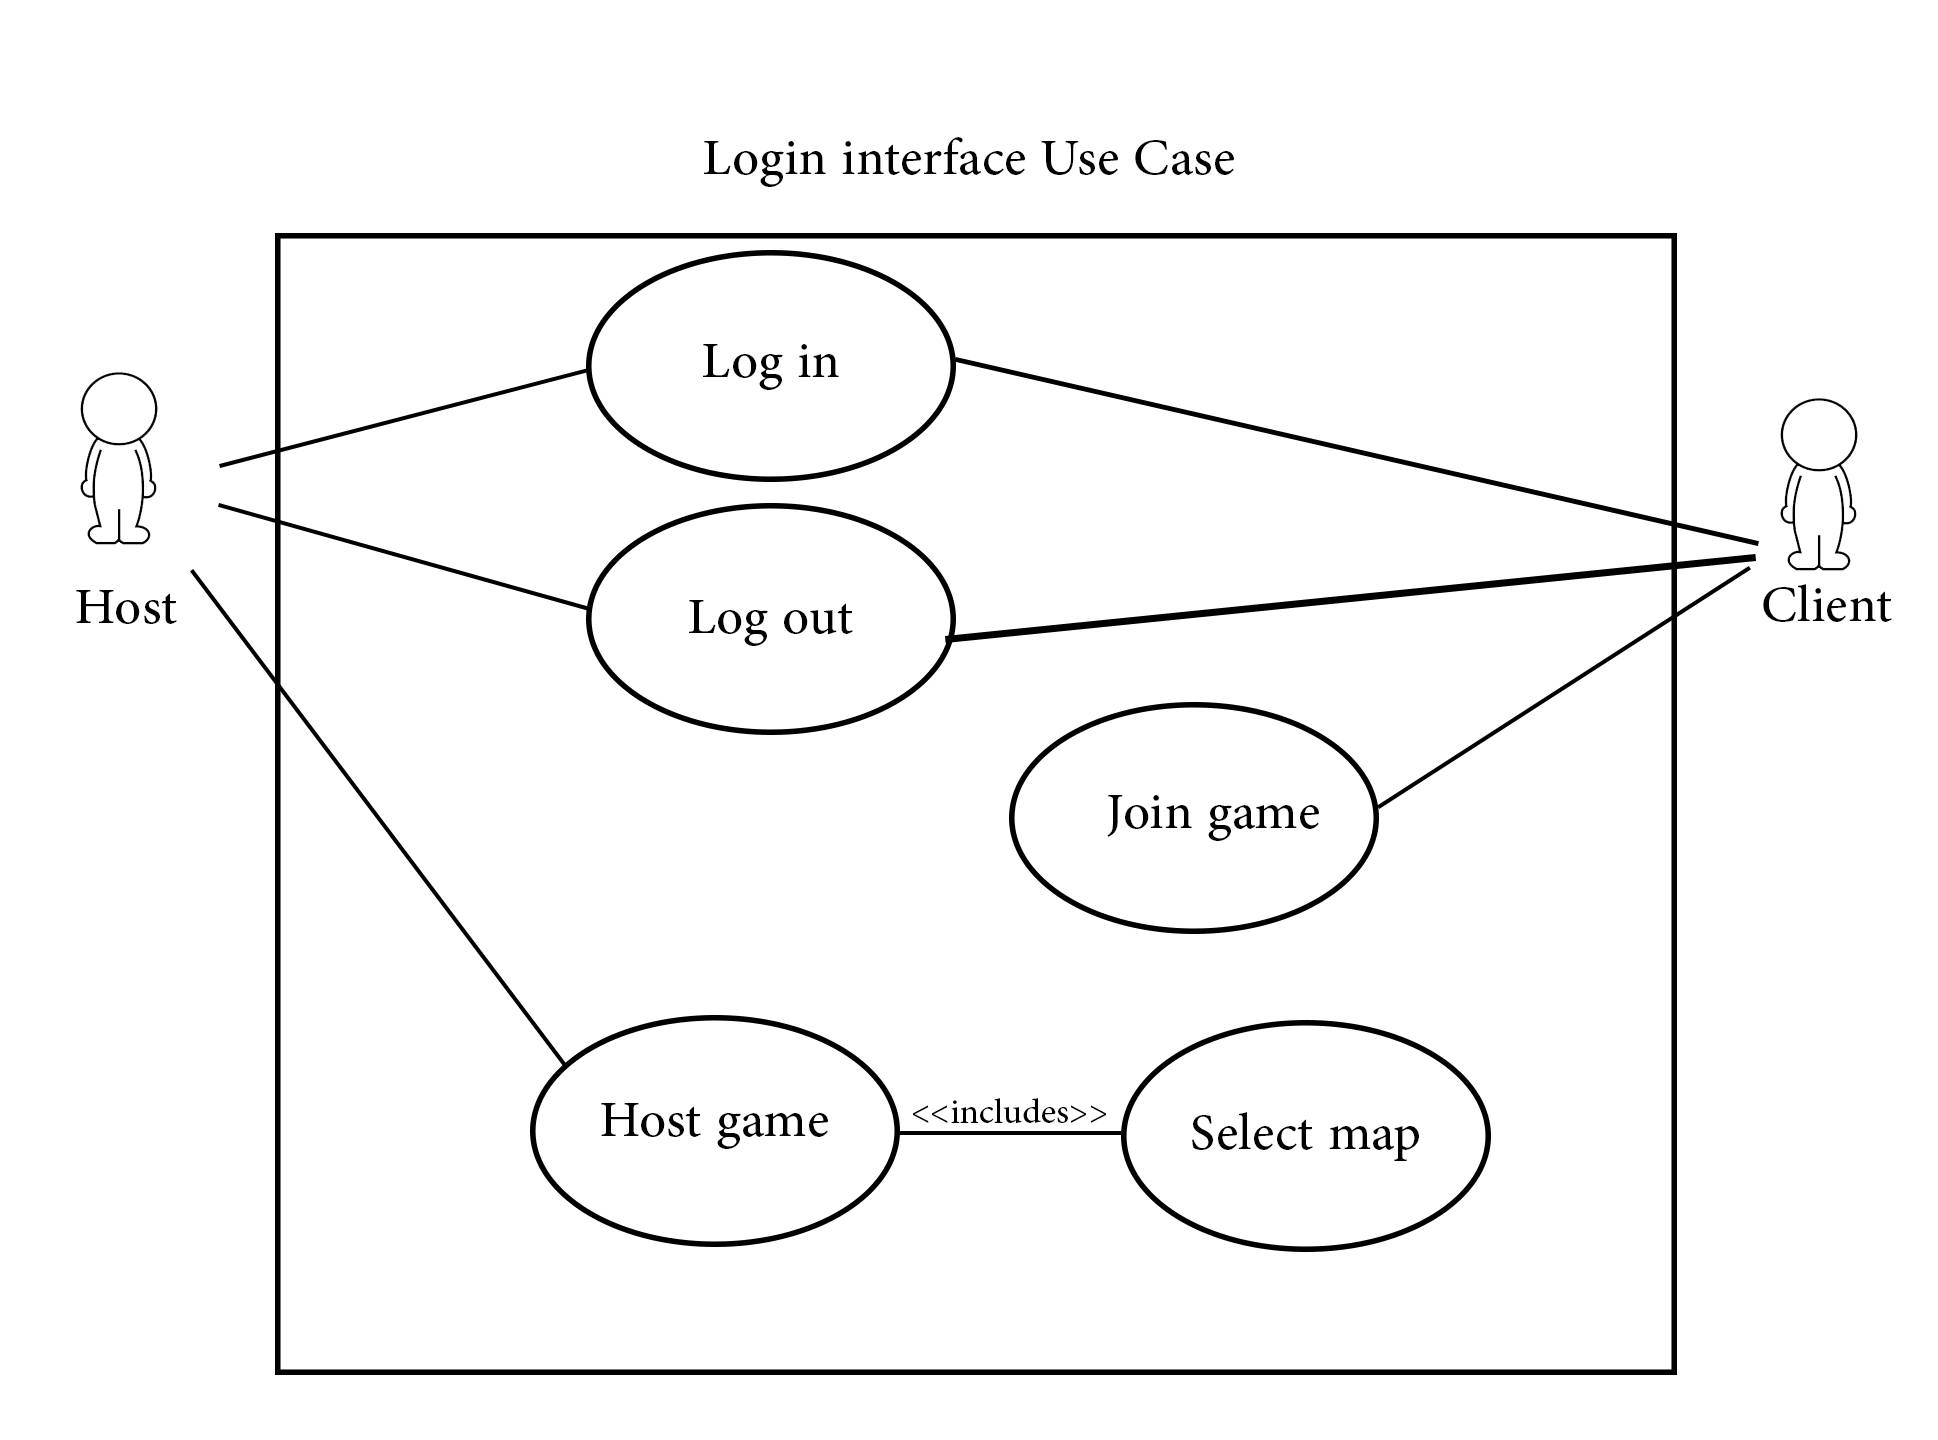 Login interface Use Case
Log in
Host
Log out
Client
Join game
Host game
<<includes>>
Select map